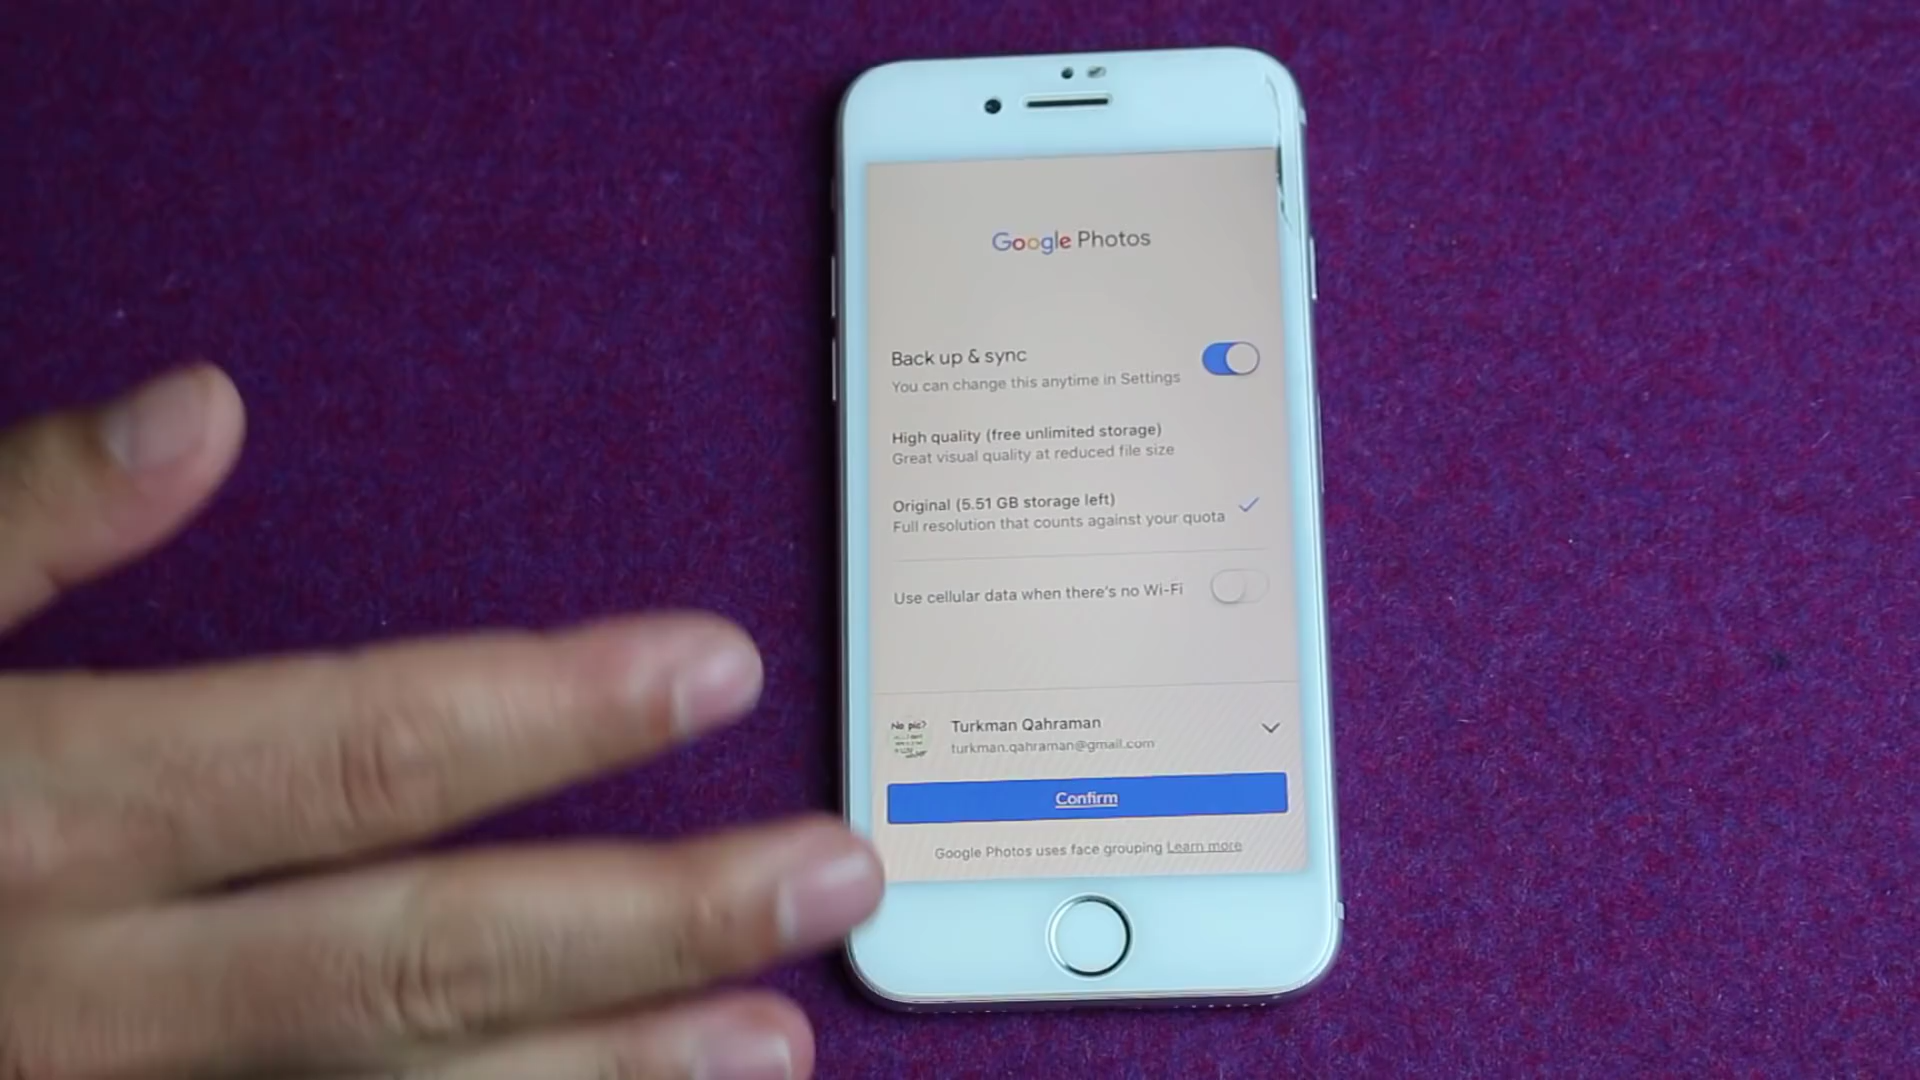 Google Photos
Back up & sync
You can change this anytime in Settings
High quality (free unlimited storage)
Great visual quality at reduced file size
Original (5.51 GB storage left)
Full resolution that counts against your quota
Use cellular data when there's no Wi-Fi
No pic?
Turkman Qahraman
turkman.qahraman@gmail.com
Confirm
Google Photos uses face grouping Learn more